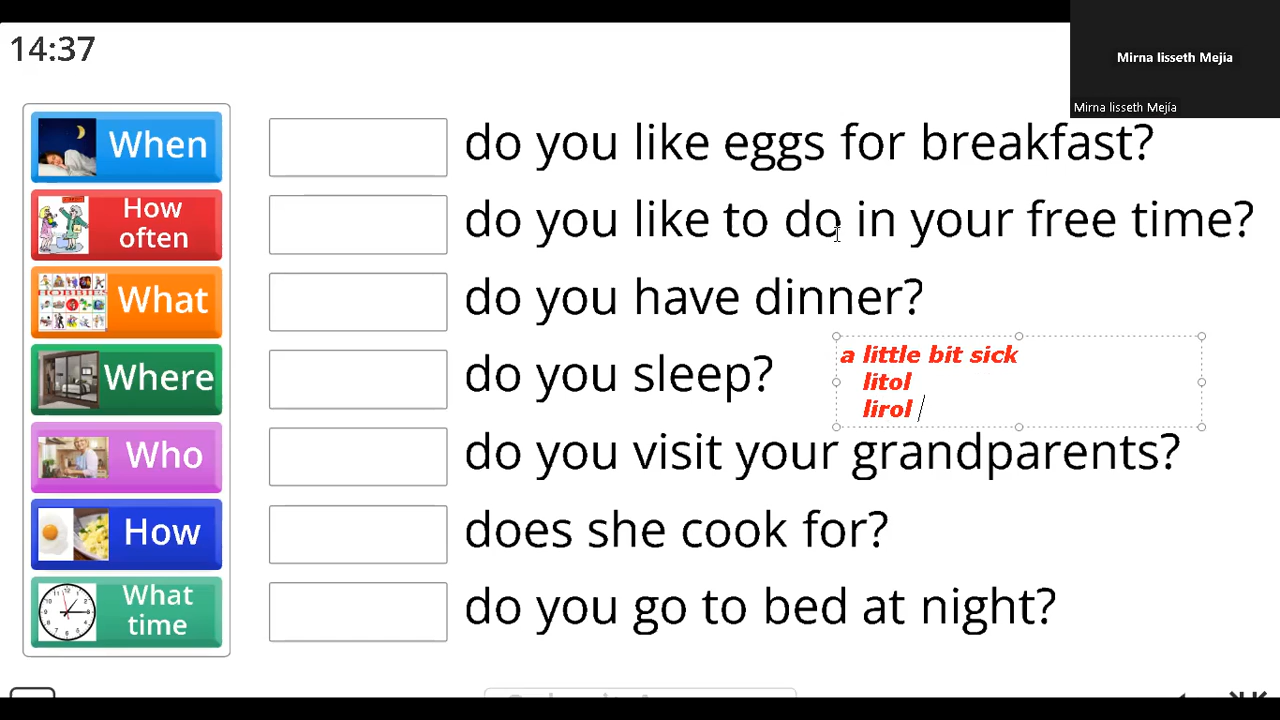 14:37
Mirna lisseth Mejía
Mirna lisseth Mejía
When
do you like eggs for breakfast?
How
often
do you like to do in your free time?
What
HOBBIES
do you have dinner?
Where
do you sleep?
a little bit sick
litol
lirol
Who
do you visit your grandparents?
How
does she cook for?
What
time
do you go to bed at night?